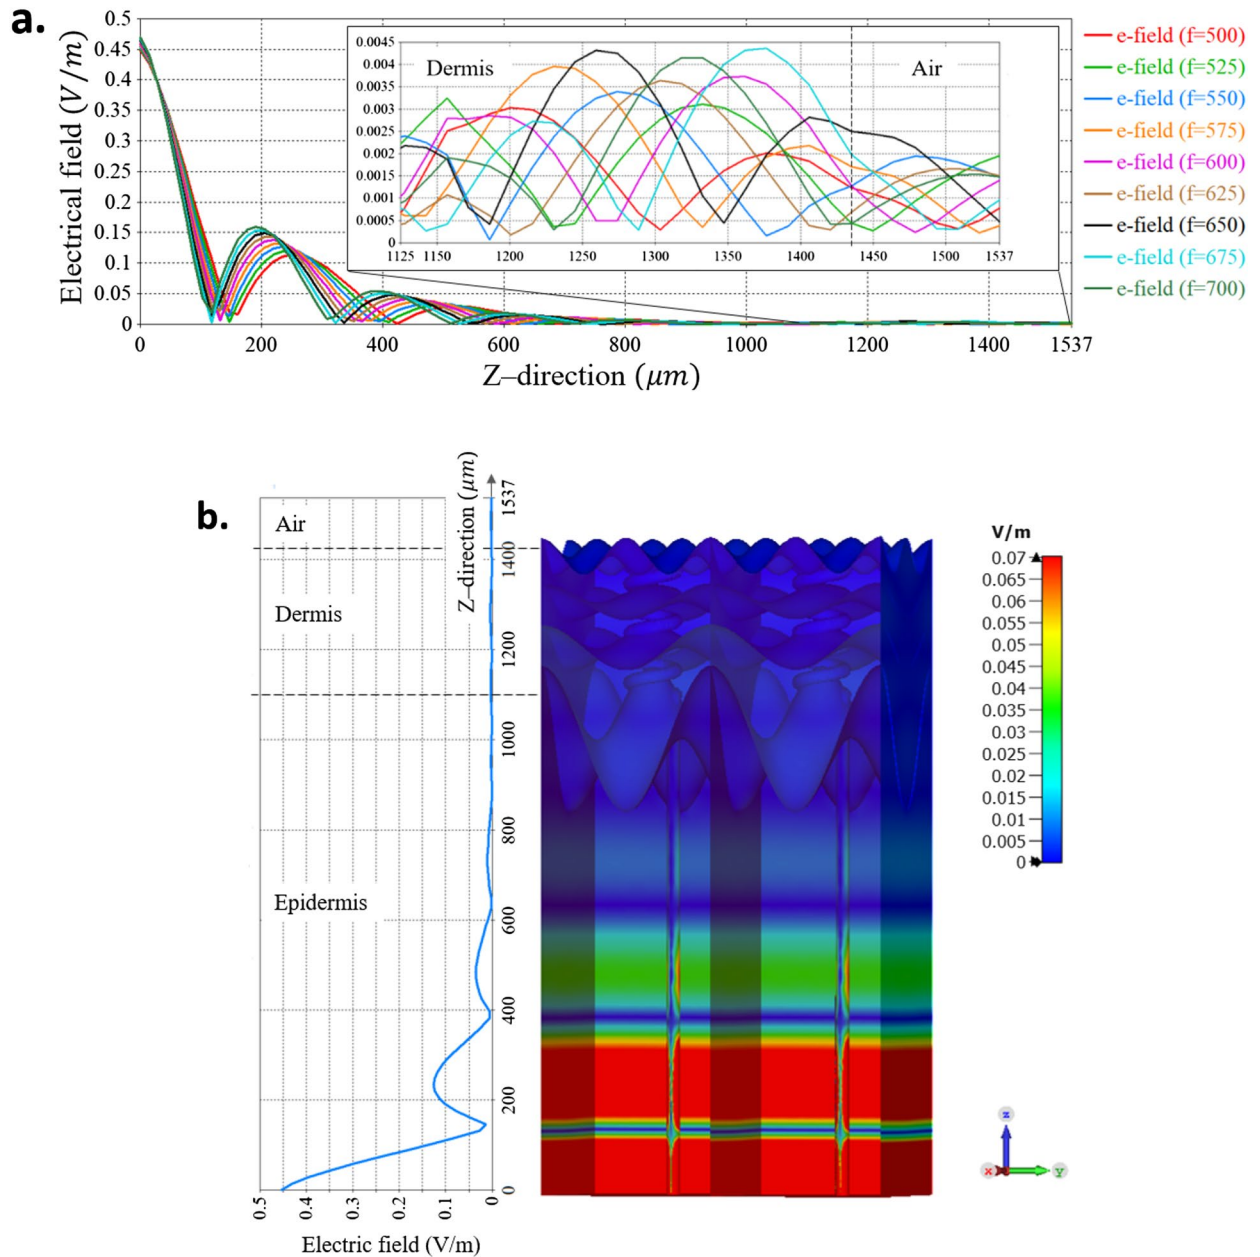 a.
Electrical field (V/m)
0.5
0.45
0.4
0.35
0.3
0.25
0.2
0.15
0.1
0.05
0
0.0045
0.004
0.0035
0.003
0.0025
0.002
0.0015
0.001
0.0005
0
Dermis
Air
1125 1150 1200 1250 1300 1350 1400 1450 1500 1537
0 200 400 600 800 1000 1200 1400 1537
Z–direction (μm)
e-field (f=500)
e-field (f=525)
e-field (f=550)
e-field (f=575)
e-field (f=600)
e-field (f=625)
e-field (f=650)
e-field (f=675)
e-field (f=700)
b.
Air
Dermis
Epidermis
Z–direction (μm)
1537
1400
1200
1000
800
600
400
200
0
0.5 0.4 0.3 0.2 0.1 0
Electric field (V/m)
V/m
0.07
0.065
0.06
0.055
0.05
0.045
0.04
0.035
0.03
0.025
0.02
0.015
0.01
0.005
0
z
x
y